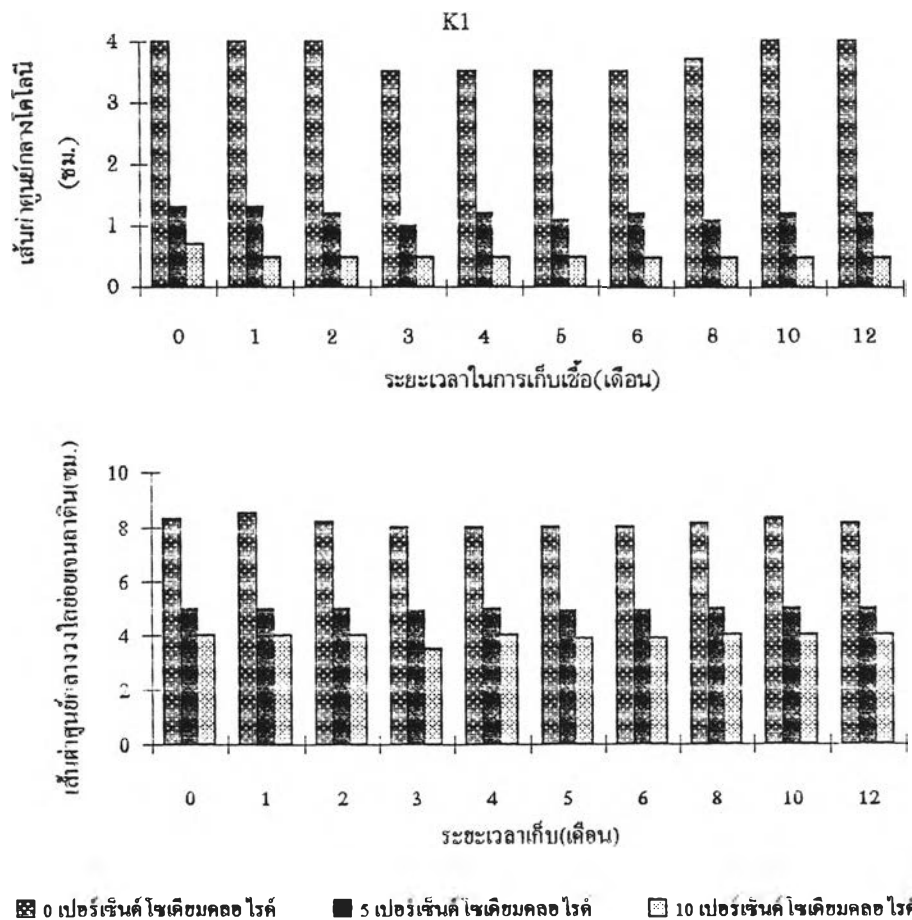 K1
เส้นผ่าศูนย์กลางโคโลนี
(ซม.)
4
3
2
1
0
0 1 2 3 4 5 6 8 10 12
ระยะเวลาในการเก็บเชื้อ(เดือน)
เส้นผ่าศูนย์กลางวงใสย่อยเจนลาติน(ซม.)
10
8
6
4
2
0
0 1 2 3 4 5 6 8 10 12
ระยะเวลาเก็บ(เดือน)
0 เปอร์เซ็นต์โซเดียมคลอไรด์ 5 เปอร์เซ็นต์โซเดียมคลอไรด์ 10 เปอร์เซ็นต์โซเดียมคลอไรด์